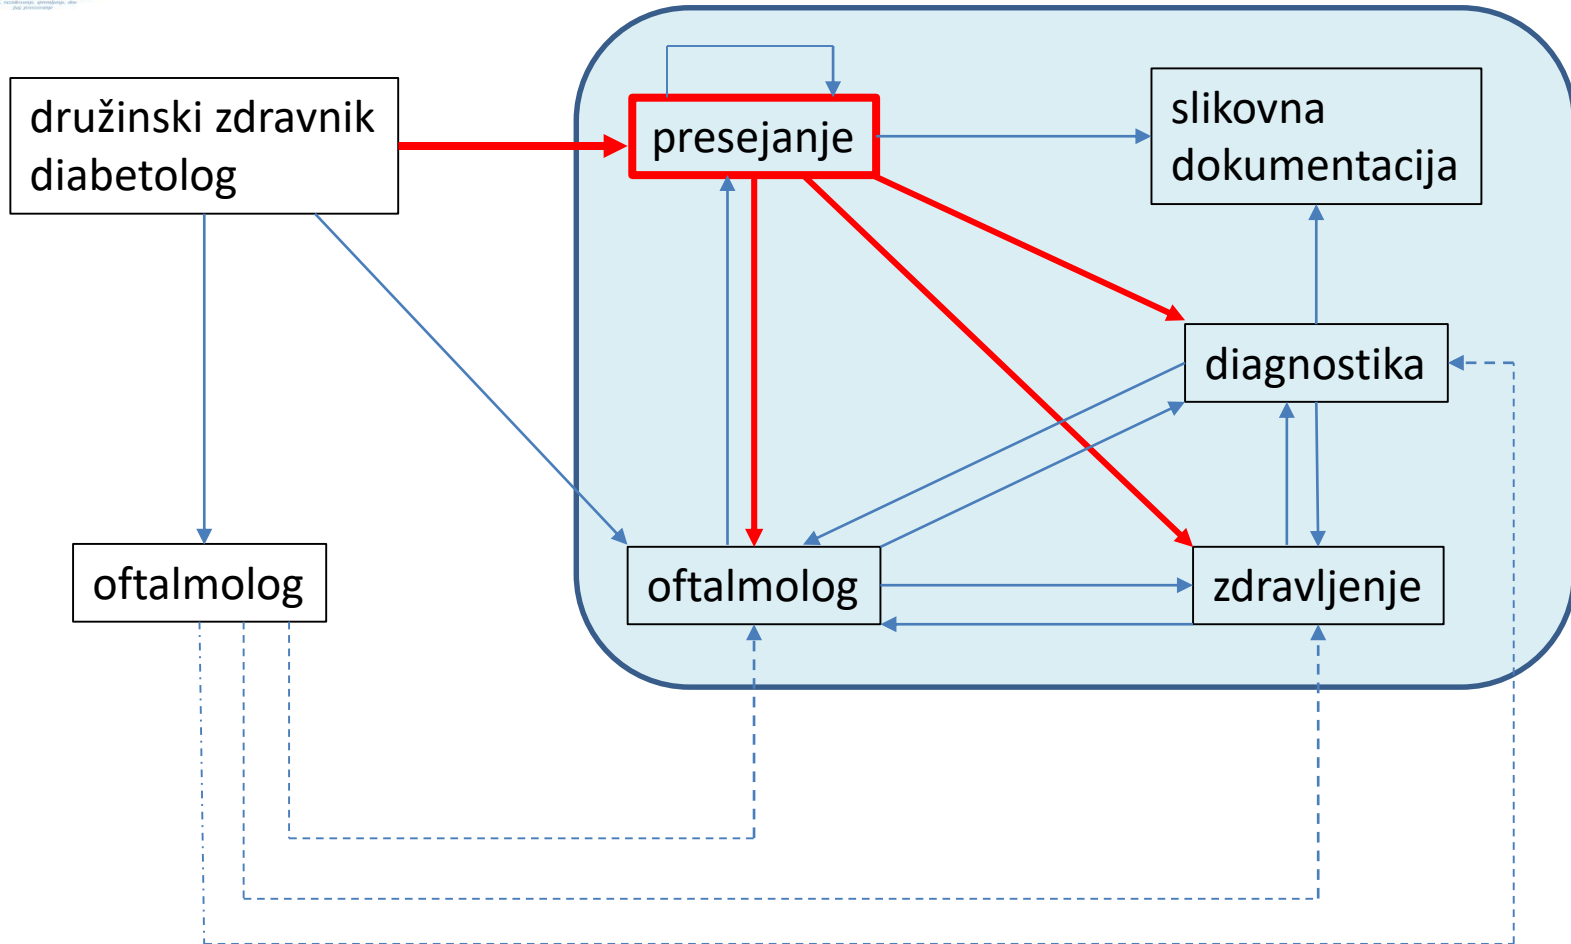 družinski zdravnik
diabetolog
presejanje
slikovna
dokumentacija
diagnostika
oftalmolog
oftalmolog
zdravljenje